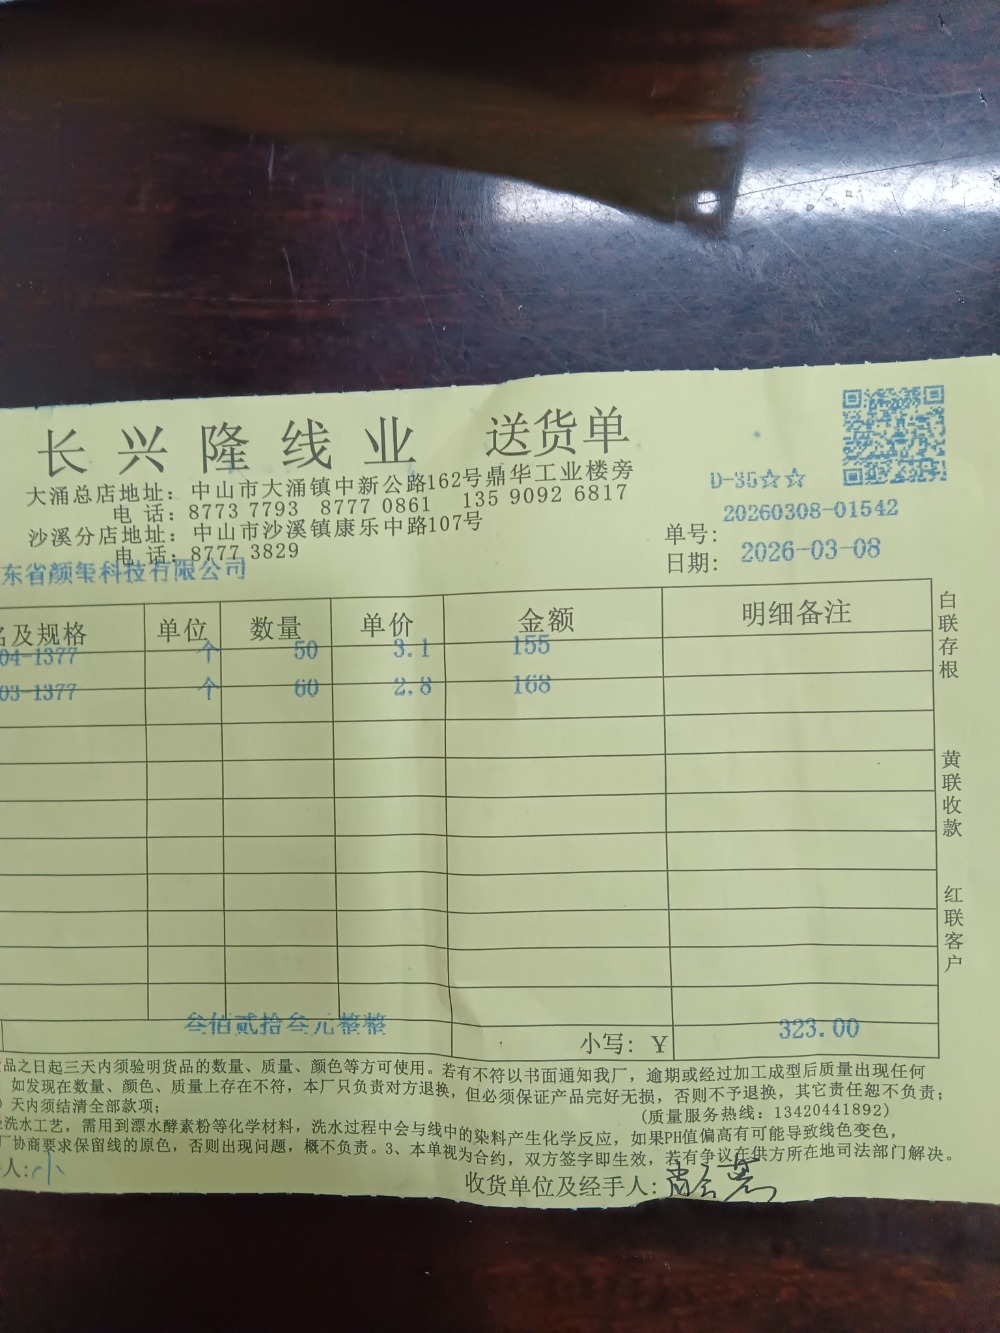 长兴隆线业 送货单
D-35☆☆
大涌总店地址：中山市大涌镇中新公路162号鼎华工业楼旁
电 话：8773 7793 8777 0861 135 9092 6817
沙溪分店地址：中山市沙溪镇康乐中路107号
电 话：8777 3829
单号：20260308-01542
日期：2026-03-08
东省颜玺科技有限公司
名及规格 单位 数量 单价 金额 明细备注
04-1377 个 50 3.1 155
03-1377 个 60 2.8 168
白联存根
黄联收款
红联客户
叁佰贰拾叁元整整 小写：￥ 323.00
品之日起三天内须验明货品的数量、质量、颜色等方可使用。若有不符以书面通知我厂，逾期或经过加工成型后质量出现任何
如发现在数量、颜色、质量上存在不符，本厂只负责对方退换，但必须保证产品完好无损，否则不予退换，其它责任恕不负责；
）天内须结清全部款项；
(质量服务热线：13420441892)
洗水工艺，需用到漂水酵素粉等化学材料，洗水过程中会与线中的染料产生化学反应，如果PH值偏高有可能导致线色变色，
厂协商要求保留线的原色，否则出现问题，概不负责。3、本单视为合约，双方签字即生效，若有争议在供方所在地司法部门解决。
人：小
收货单位及经手人：